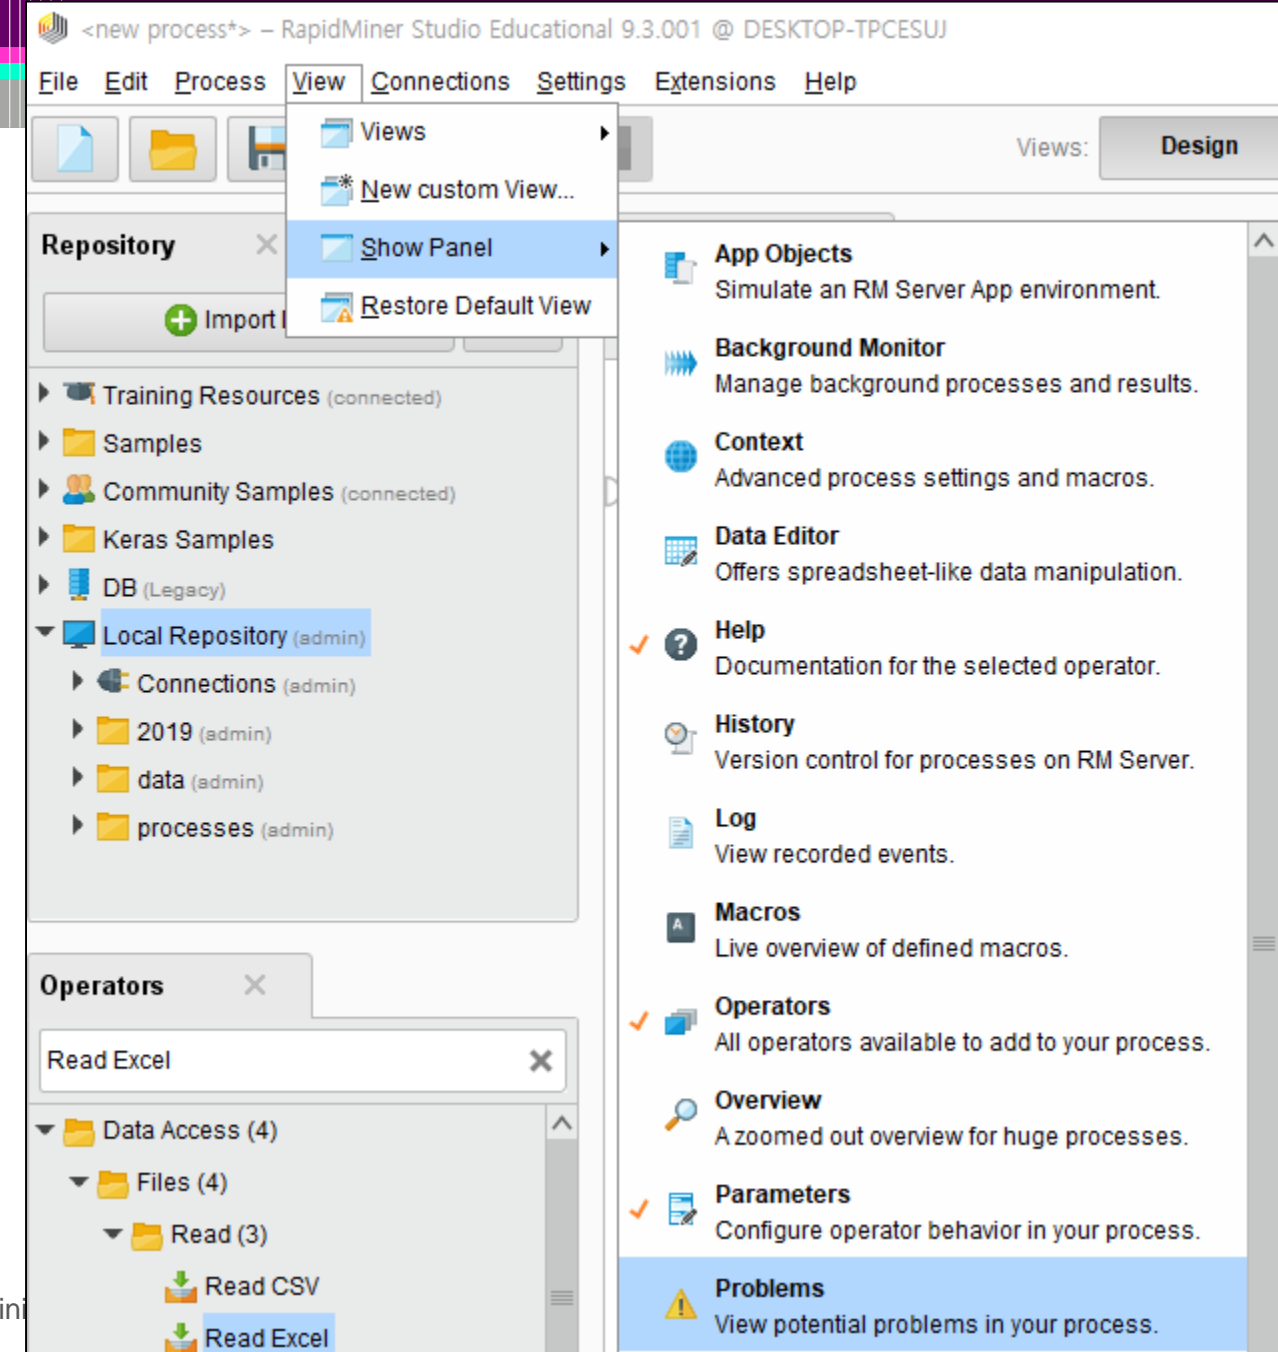 <new process*> – RapidMiner Studio Educational 9.3.001 @ DESKTOP-TPCESUJ
File Edit Process View Connections Settings Extensions Help
Views: Design
Views
New custom View...
Show Panel
Restore Default View
Repository
Import
Training Resources (connected)
Samples
Community Samples (connected)
Keras Samples
DB (Legacy)
Local Repository (admin)
Connections (admin)
2019 (admin)
data (admin)
processes (admin)
Operators
Read Excel
Data Access (4)
Files (4)
Read (3)
Read CSV
Read Excel
App Objects
Simulate an RM Server App environment.
Background Monitor
Manage background processes and results.
Context
Advanced process settings and macros.
Data Editor
Offers spreadsheet-like data manipulation.
Help
Documentation for the selected operator.
History
Version control for processes on RM Server.
Log
View recorded events.
Macros
Live overview of defined macros.
Operators
All operators available to add to your process.
Overview
A zoomed out overview for huge processes.
Parameters
Configure operator behavior in your process.
Problems
View potential problems in your process.